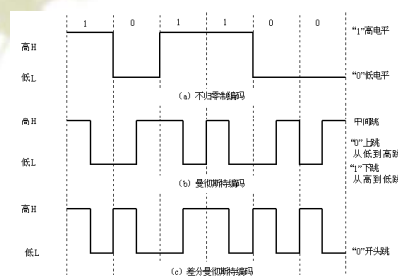 1 0 1 1 0 0
高H
"1"高电平
低L
"0"低电平
(a) 不归零制编码
高H
中间跳
"0"上跳
从低到高跳
低L
"1"下跳
从高到低跳
(b) 曼彻斯待编码
高H
低L
"0"开头跳
(c) 差分曼彻斯待编码